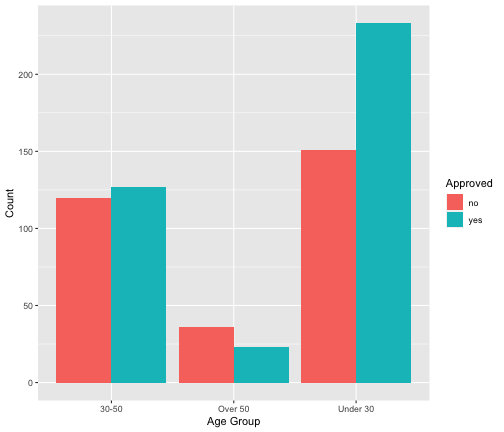 200
150
100
50
0
Count
30-50
Over 50
Under 30
Age Group
Approved
no
yes